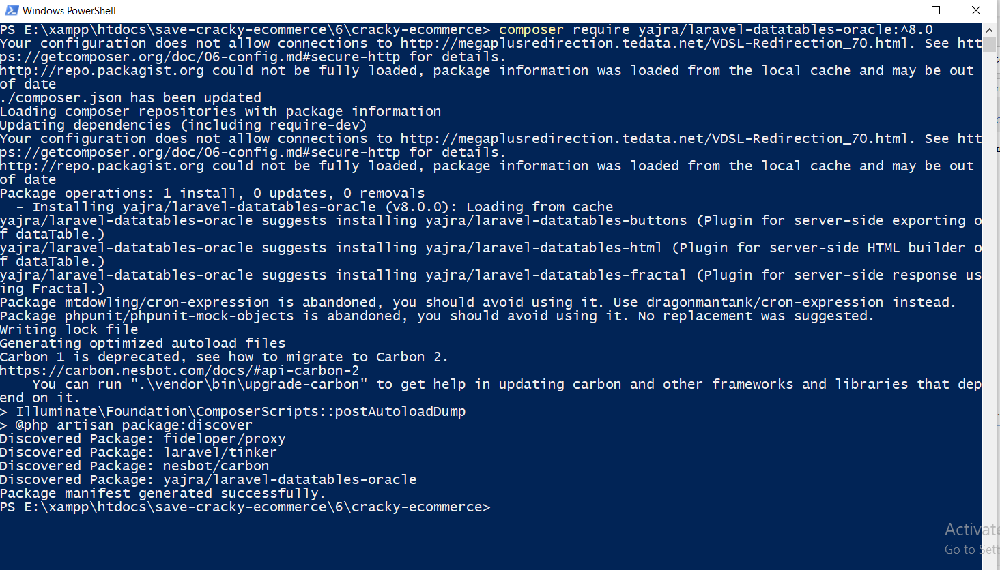 Windows PowerShell
PS E:\xampp\htdocs\save-cracky-ecommerce\6\cracky-ecommerce> composer require yajra/laravel-datatables-oracle:^8.0
Your configuration does not allow connections to http://megaplusredirection.tedata.net/VDSL-Redirection_70.html. See htt
ps://getcomposer.org/doc/06-config.md#secure-http for details.
http://repo.packagist.org could not be fully loaded, package information was loaded from the local cache and may be out
of date
./composer.json has been updated
Loading composer repositories with package information
Updating dependencies (including require-dev)
Your configuration does not allow connections to http://megaplusredirection.tedata.net/VDSL-Redirection_70.html. See htt
ps://getcomposer.org/doc/06-config.md#secure-http for details.
http://repo.packagist.org could not be fully loaded, package information was loaded from the local cache and may be out
of date
Package operations: 1 install, 0 updates, 0 removals
  - Installing yajra/laravel-datatables-oracle (v8.0.0): Loading from cache
yajra/laravel-datatables-oracle suggests installing yajra/laravel-datatables-buttons (Plugin for server-side exporting o
f dataTable.)
yajra/laravel-datatables-oracle suggests installing yajra/laravel-datatables-html (Plugin for server-side HTML builder o
f dataTable.)
yajra/laravel-datatables-oracle suggests installing yajra/laravel-datatables-fractal (Plugin for server-side response us
ing Fractal.)
Package mtdowling/cron-expression is abandoned, you should avoid using it. Use dragonmantank/cron-expression instead.
Package phpunit/phpunit-mock-objects is abandoned, you should avoid using it. No replacement was suggested.
Writing lock file
Generating optimized autoload files
Carbon 1 is deprecated, see how to migrate to Carbon 2.
https://carbon.nesbot.com/docs/#api-carbon-2
    You can run ".\vendor\bin\upgrade-carbon" to get help in updating carbon and other frameworks and libraries that dep
end on it.
> Illuminate\Foundation\ComposerScripts::postAutoloadDump
> @php artisan package:discover
Discovered Package: fideloper/proxy
Discovered Package: laravel/tinker
Discovered Package: nesbot/carbon
Discovered Package: yajra/laravel-datatables-oracle
Package manifest generated successfully.
PS E:\xampp\htdocs\save-cracky-ecommerce\6\cracky-ecommerce>
Activate
Go to Set